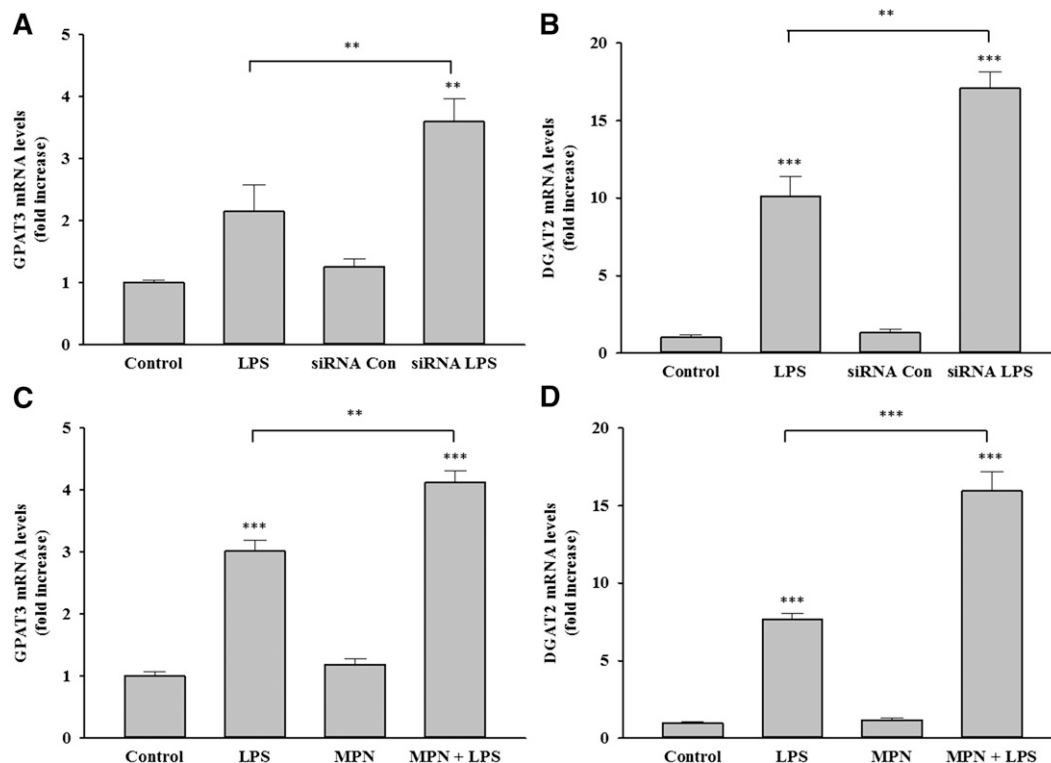 A
GPAT3 mRNA levels
(fold increase)
5
4
3
2
1
0
**
**
Control LPS siRNA Con siRNA LPS
B
DGAT2 mRNA levels
(fold increase)
20
15
10
5
0
**
***
***
Control LPS siRNA Con siRNA LPS
C
GPAT3 mRNA levels
(fold increase)
5
4
3
2
1
0
**
***
***
Control LPS MPN MPN + LPS
D
DGAT2 mRNA levels
(fold increase)
20
15
10
5
0
***
***
***
Control LPS MPN MPN + LPS